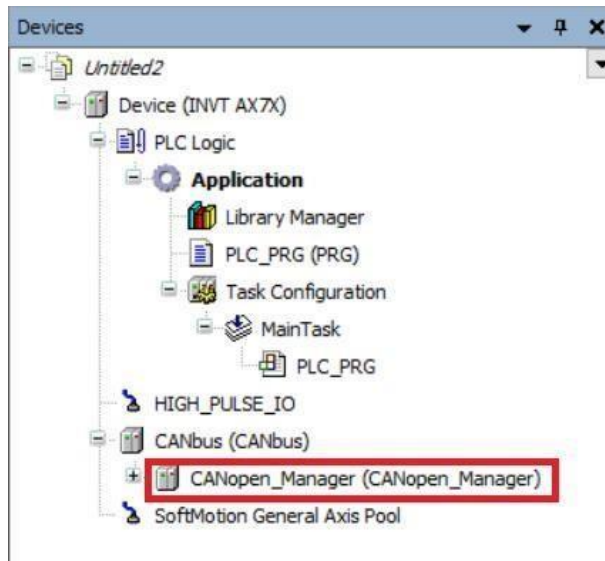 Devices
Untitled2
Device (INVT AX7X)
PLC Logic
Application
Library Manager
PLC_PRG (PRG)
Task Configuration
MainTask
PLC_PRG
HIGH_PULSE_IO
CANbus (CANbus)
CANopen_Manager (CANopen_Manager)
SoftMotion General Axis Pool